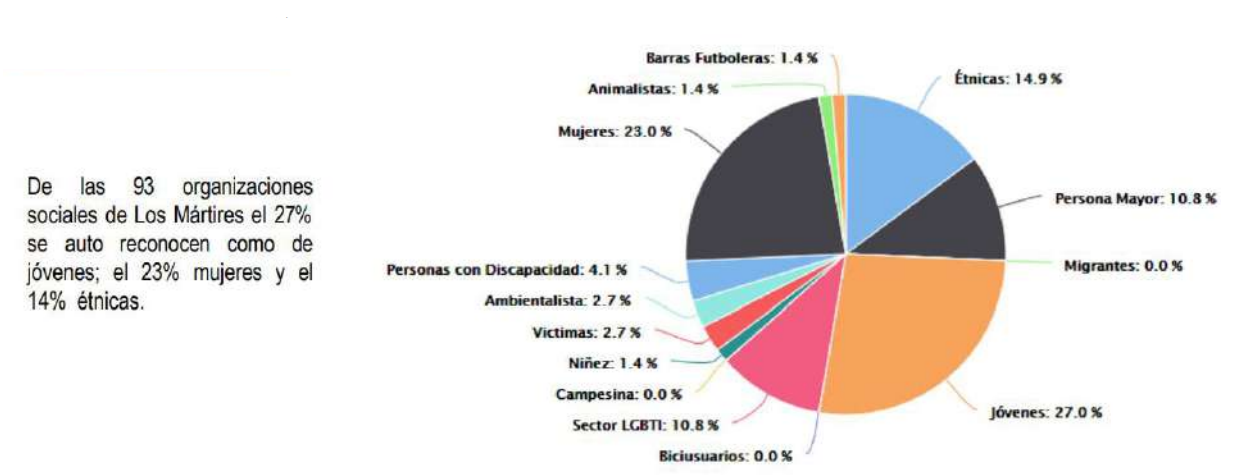 De las 93 organizaciones
sociales de Los Mártires el 27%
se auto reconocen como de
jóvenes; el 23% mujeres y el
14% étnicas.
Barras Futboleras: 1.4 %
Animalistas: 1.4 %
Mujeres: 23.0 %
Étnicas: 14.9 %
Persona Mayor: 10.8 %
Migrantes: 0.0 %
Personas con Discapacidad: 4.1 %
Ambientalista: 2.7 %
Victimas: 2.7 %
Niñez: 1.4 %
Campesina: 0.0 %
Sector LGBTI: 10.8 %
Biciusuarios: 0.0 %
Jóvenes: 27.0 %